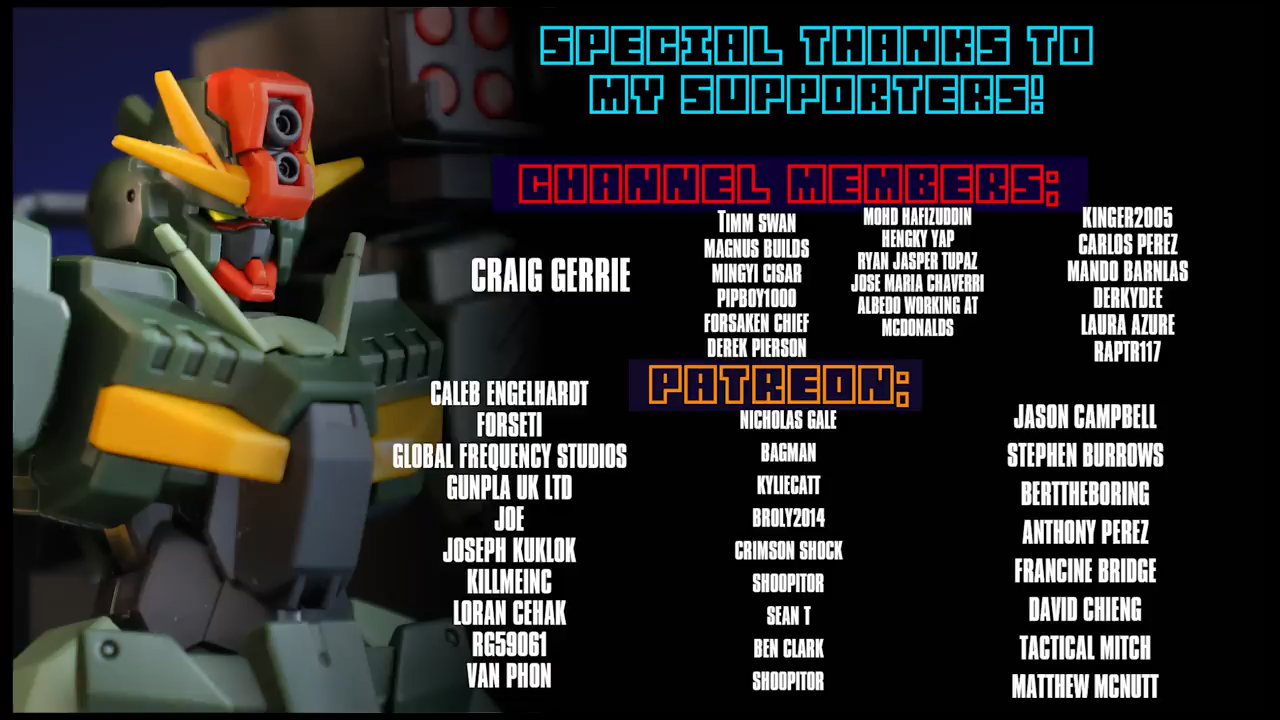 SPECIAL THANKS TO
MY SUPPORTERS!
CHANNEL MEMBERS:
CRAIG GERRIE
TIMM SWAN
MAGNUS BUILDS
MINGYI CISAR
PIPBOY1000
FORSAKEN CHIEF
DEREK PIERSON
MOHD HAFIZUDDIN
HENGKY YAP
RYAN JASPER TUPAZ
JOSE MARIA CHAVERRI
ALBEDO WORKING AT
MCDONALDS
KINGER2005
CARLOS PEREZ
MANDO BARNLAS
DERKYDEE
LAURA AZURE
RAPTR117
PATREON:
CALEB ENGELHARDT
FORSETI
GLOBAL FREQUENCY STUDIOS
GUNPLA UK LTD
JOE
JOSEPH KUKLOK
KILLMEINC
LORAN CEHAK
RG59061
VAN PHON
NICHOLAS GALE
BAGMAN
KYLIECATT
BROLY2014
CRIMSON SHOCK
SHOOPITOR
SEAN T
BEN CLARK
SHOOPITOR
JASON CAMPBELL
STEPHEN BURROWS
BERTTHEBORING
ANTHONY PEREZ
FRANCINE BRIDGE
DAVID CHIENG
TACTICAL MITCH
MATTHEW MCNUTT